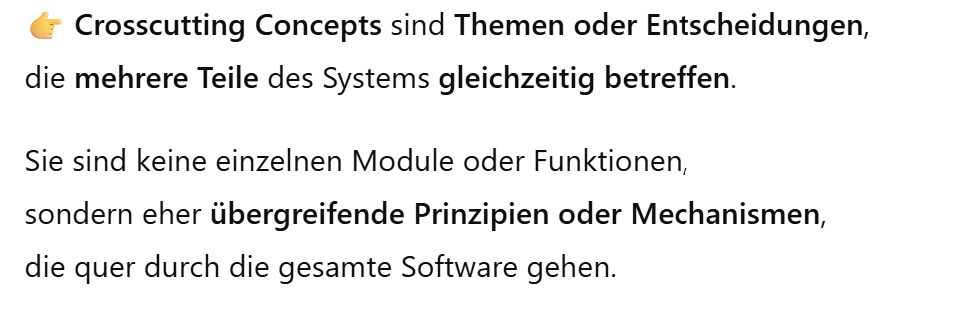 👉 Crosscutting Concepts sind Themen oder Entscheidungen,
die mehrere Teile des Systems gleichzeitig betreffen.
Sie sind keine einzelnen Module oder Funktionen,
sondern eher übergreifende Prinzipien oder Mechanismen,
die quer durch die gesamte Software gehen.